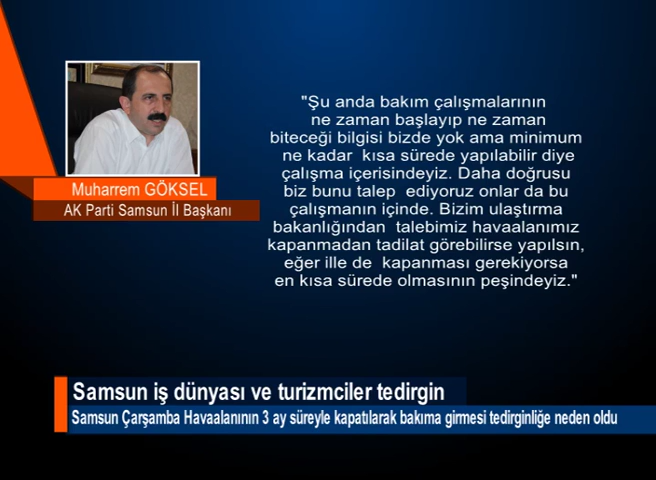 "Şu anda bakım çalışmalarının
ne zaman başlayıp ne zaman
biteceği bilgisi bizde yok ama minimum
ne kadar kısa sürede yapılabilir diye
çalışma içerisindeyiz. Daha doğrusu
biz bunu talep ediyoruz onlar da bu
çalışmanın içinde. Bizim ulaştırma
bakanlığından talebimiz havaalanımız
kapanmadan tadilat görebilirse yapılsın,
eğer ille de kapanması gerekiyorsa
en kısa sürede olmasının peşindeyiz."
Muharrem GÖKSEL
AK Parti Samsun İl Başkanı
Samsun iş dünyası ve turizmciler tedirgin
Samsun Çarşamba Havaalanının 3 ay süreyle kapatılarak bakıma girmesi tedirginliğe neden oldu